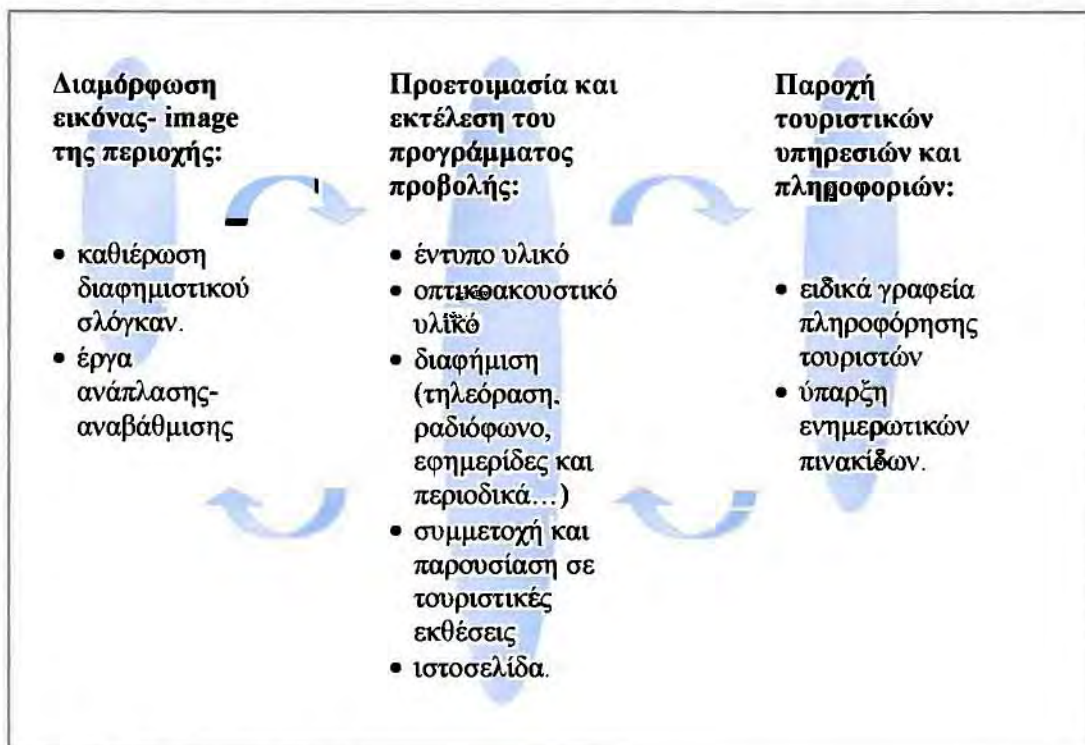 Διαμόρφωση
εικόνας- image
της περιοχής:
• καθιέρωση
διαφημιστικού
σλόγκαν.
• έργα
ανάπλασης-
αναβάθμισης
Προετοιμασία και
εκτέλεση του
προγράμματος
προβολής:
• έντυπο υλικό
• οπτικοακουστικό
υλικό
• διαφήμιση
(τηλεόραση,
ραδιόφωνο,
εφημερίδες και
περιοδικά...)
• συμμετοχή και
παρουσίαση σε
τουριστικές
εκθέσεις
• ιστοσελίδα.
Παροχή
τουριστικών
υπηρεσιών και
πληροφοριών:
• ειδικά γραφεία
πληροφόρησης
τουριστών
• ύπαρξη
ενημερωτικών
πινακίδων.